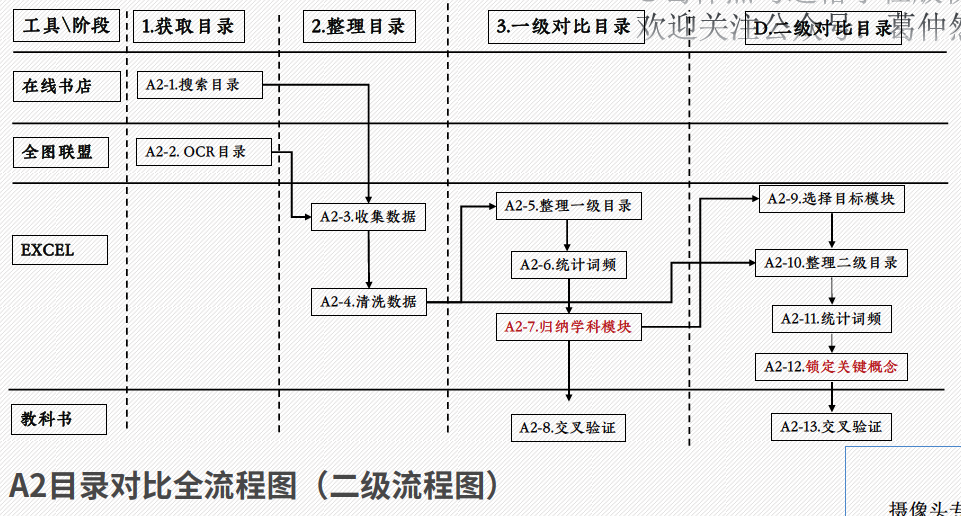 欢迎关注公众号：葛仲然
工具\阶段
1.获取目录
2.整理目录
3.一级对比目录
D.二级对比目录
在线书店
A2-1.搜索目录
全图联盟
A2-2. OCR目录
EXCEL
A2-3.收集数据
A2-4.清洗数据
A2-5.整理一级目录
A2-6.统计词频
A2-7.归纳学科模块
A2-9.选择目标模块
A2-10.整理二级目录
A2-11.统计词频
A2-12.锁定关键概念
教科书
A2-8.交叉验证
A2-13.交叉验证
A2目录对比全流程图（二级流程图）
摄像头专